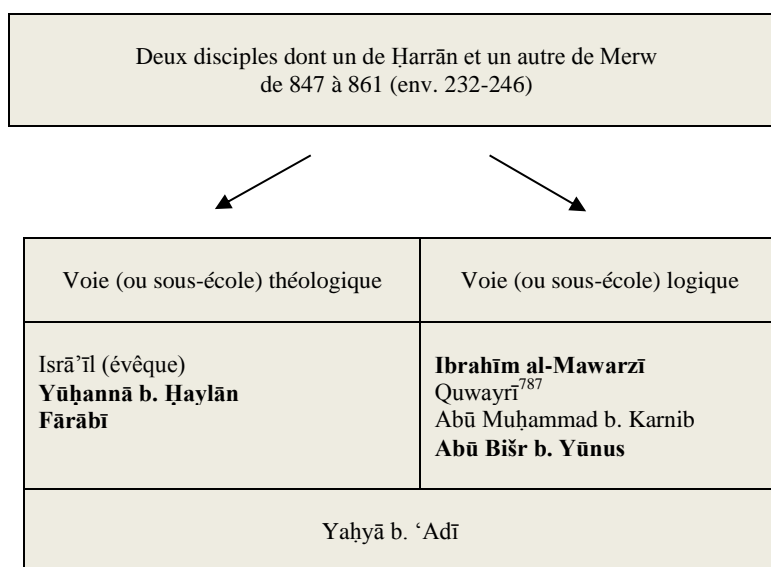 Deux disciples dont un de Ḥarrān et un autre de Merw
de 847 à 861 (env. 232-246)
Voie (ou sous-école) théologique
Voie (ou sous-école) logique
Isrā’īl (évêque)
Yūḥannā b. Ḥaylān
Fārābī
Ibrahīm al-Mawarzī
Quwayrī787
Abū Muḥammad b. Karnib
Abū Bišr b. Yūnus
Yaḥyā b. ‘Adī